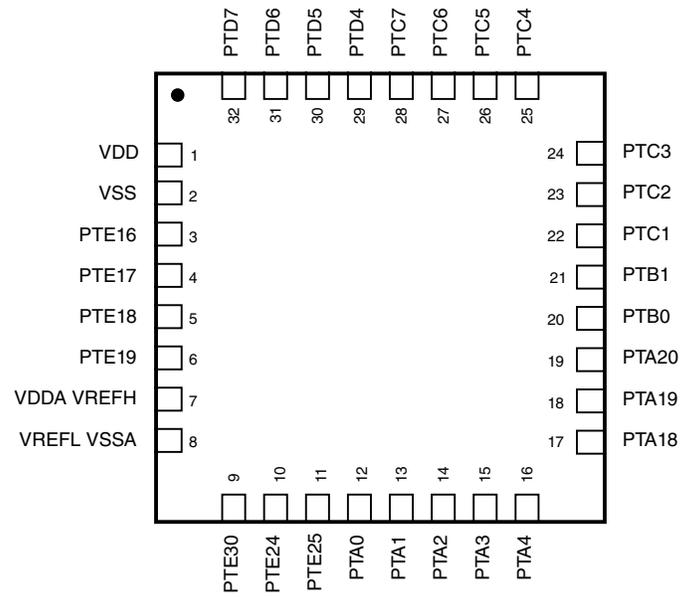 PTD7
PTD6
PTD5
PTD4
PTC7
PTC6
PTC5
PTC4
32
31
30
29
28
27
26
25
VDD 1
VSS 2
PTE16 3
PTE17 4
PTE18 5
PTE19 6
VDDA VREFH 7
VREFL VSSA 8
24 PTC3
23 PTC2
22 PTC1
21 PTB1
20 PTB0
19 PTA20
18 PTA19
17 PTA18
9
10
11
12
13
14
15
16
PTE30
PTE24
PTE25
PTA0
PTA1
PTA2
PTA3
PTA4